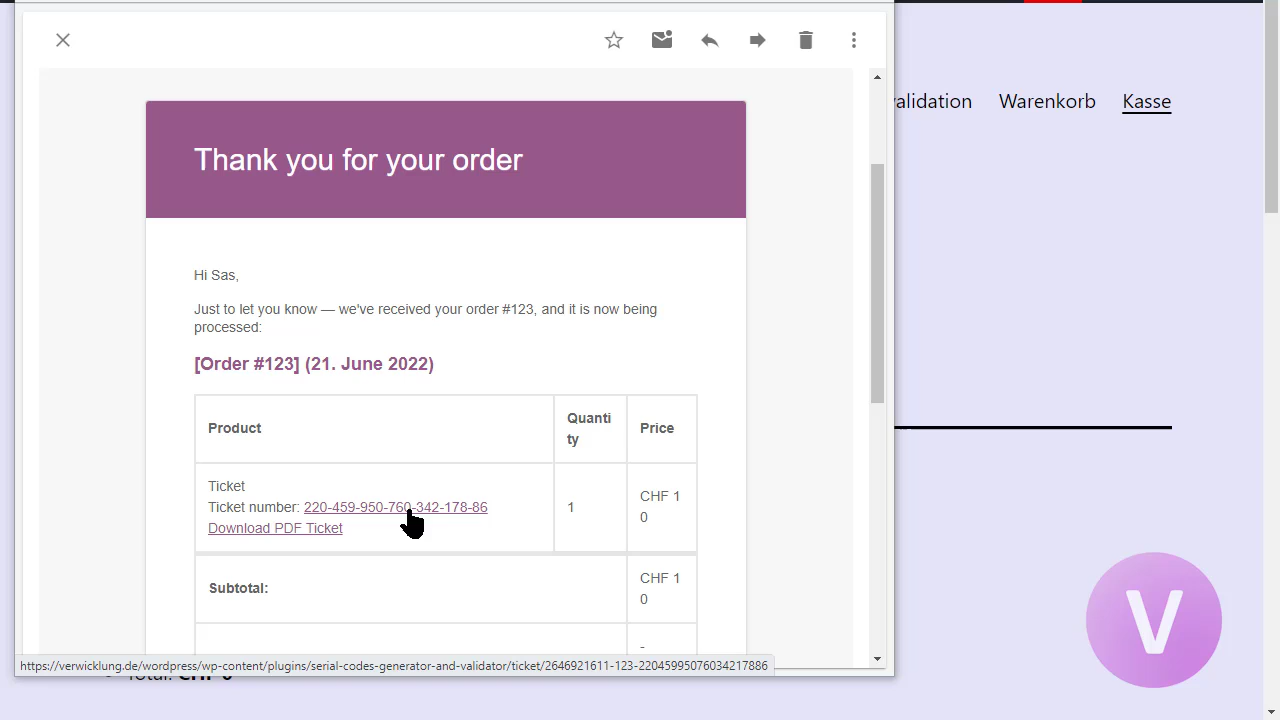 validation Warenkorb Kasse
Thank you for your order
Hi Sas,
Just to let you know — we've received your order #123, and it is now being
processed:
[Order #123] (21. June 2022)
Product
Quanti
ty
Price
Ticket
Ticket number: 220-459-950-760-342-178-86
Download PDF Ticket
1
CHF 1
0
Subtotal:
CHF 1
0
-
https://verwicklung.de/wordpress/wp-content/plugins/serial-codes-generator-and-validator/ticket/2646921611-123-22045995076034217886
Total: CHF 0
V